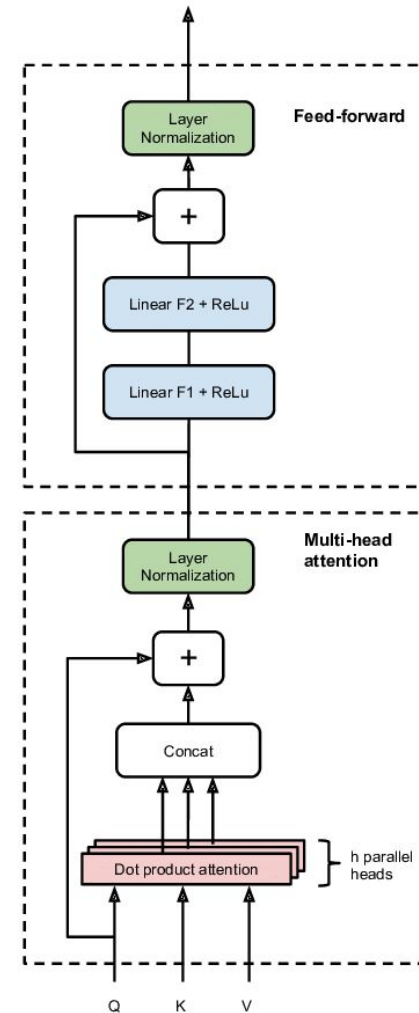 Layer
Normalization
Feed-forward
+
Linear F2 + ReLu
Linear F1 + ReLu
Multi-head
attention
Layer
Normalization
+
Concat
Dot product attention
h parallel
heads
Q K V